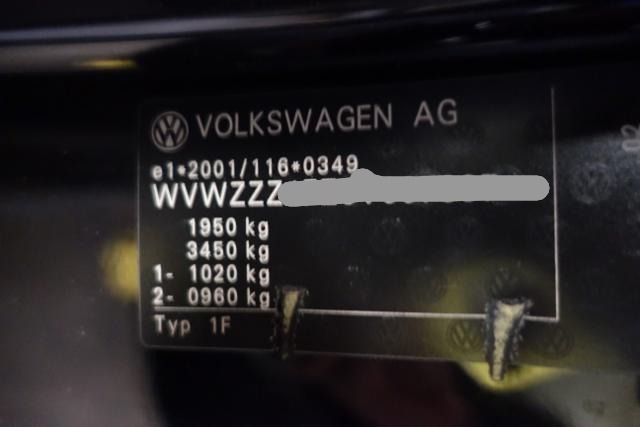 VOLKSWAGEN AG
e1*2001/116*0349
WVWZZZ
1950 kg
3450 kg
1- 1020 kg
2- 0960 kg
Typ 1F